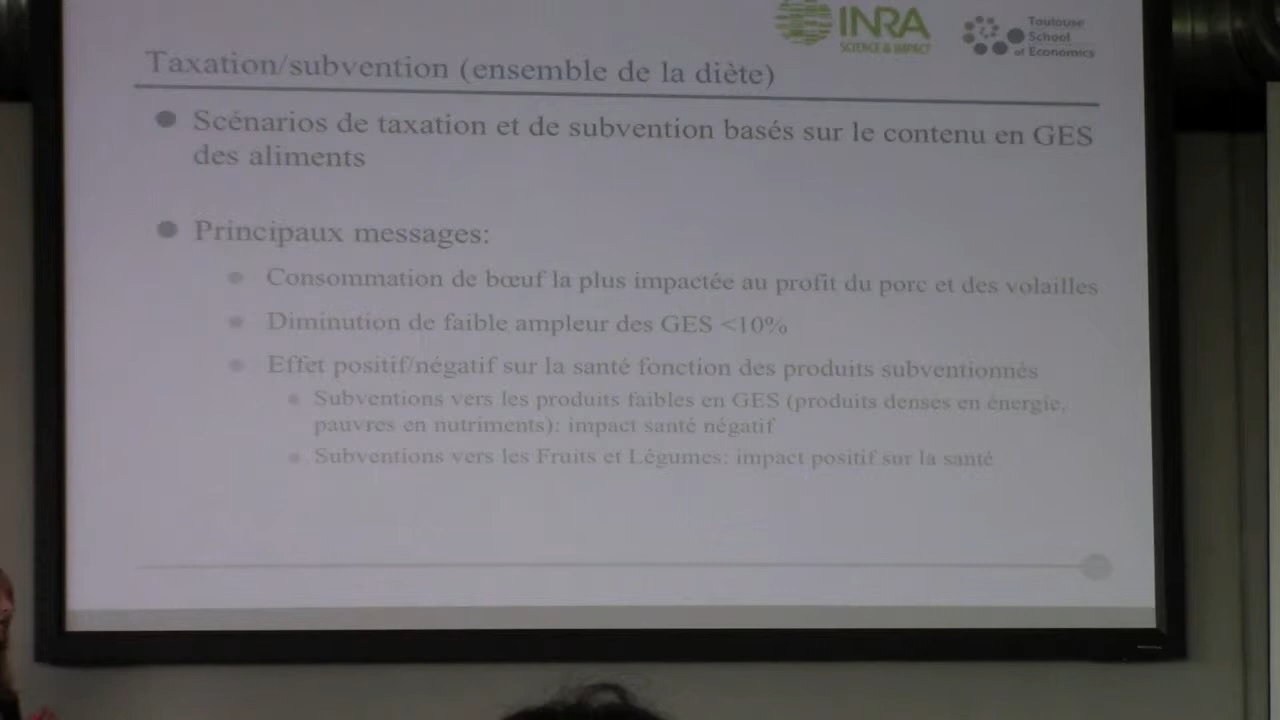 INRA
SCIENCE & IMPACT
Toulouse
School
of Economics
Taxation/subvention (ensemble de la diète)
Scénarios de taxation et de subvention basés sur le contenu en GES
des aliments
Principaux messages:
Consommation de bœuf la plus impactée au profit du porc et des volailles
Diminution de faible ampleur des GES <10%
Effet positif/négatif sur la santé fonction des produits subventionnés
Subventions vers les produits faibles en GES (produits denses en énergie,
pauvres en nutriments): impact santé négatif
Subventions vers les Fruits et Légumes: impact positif sur la santé